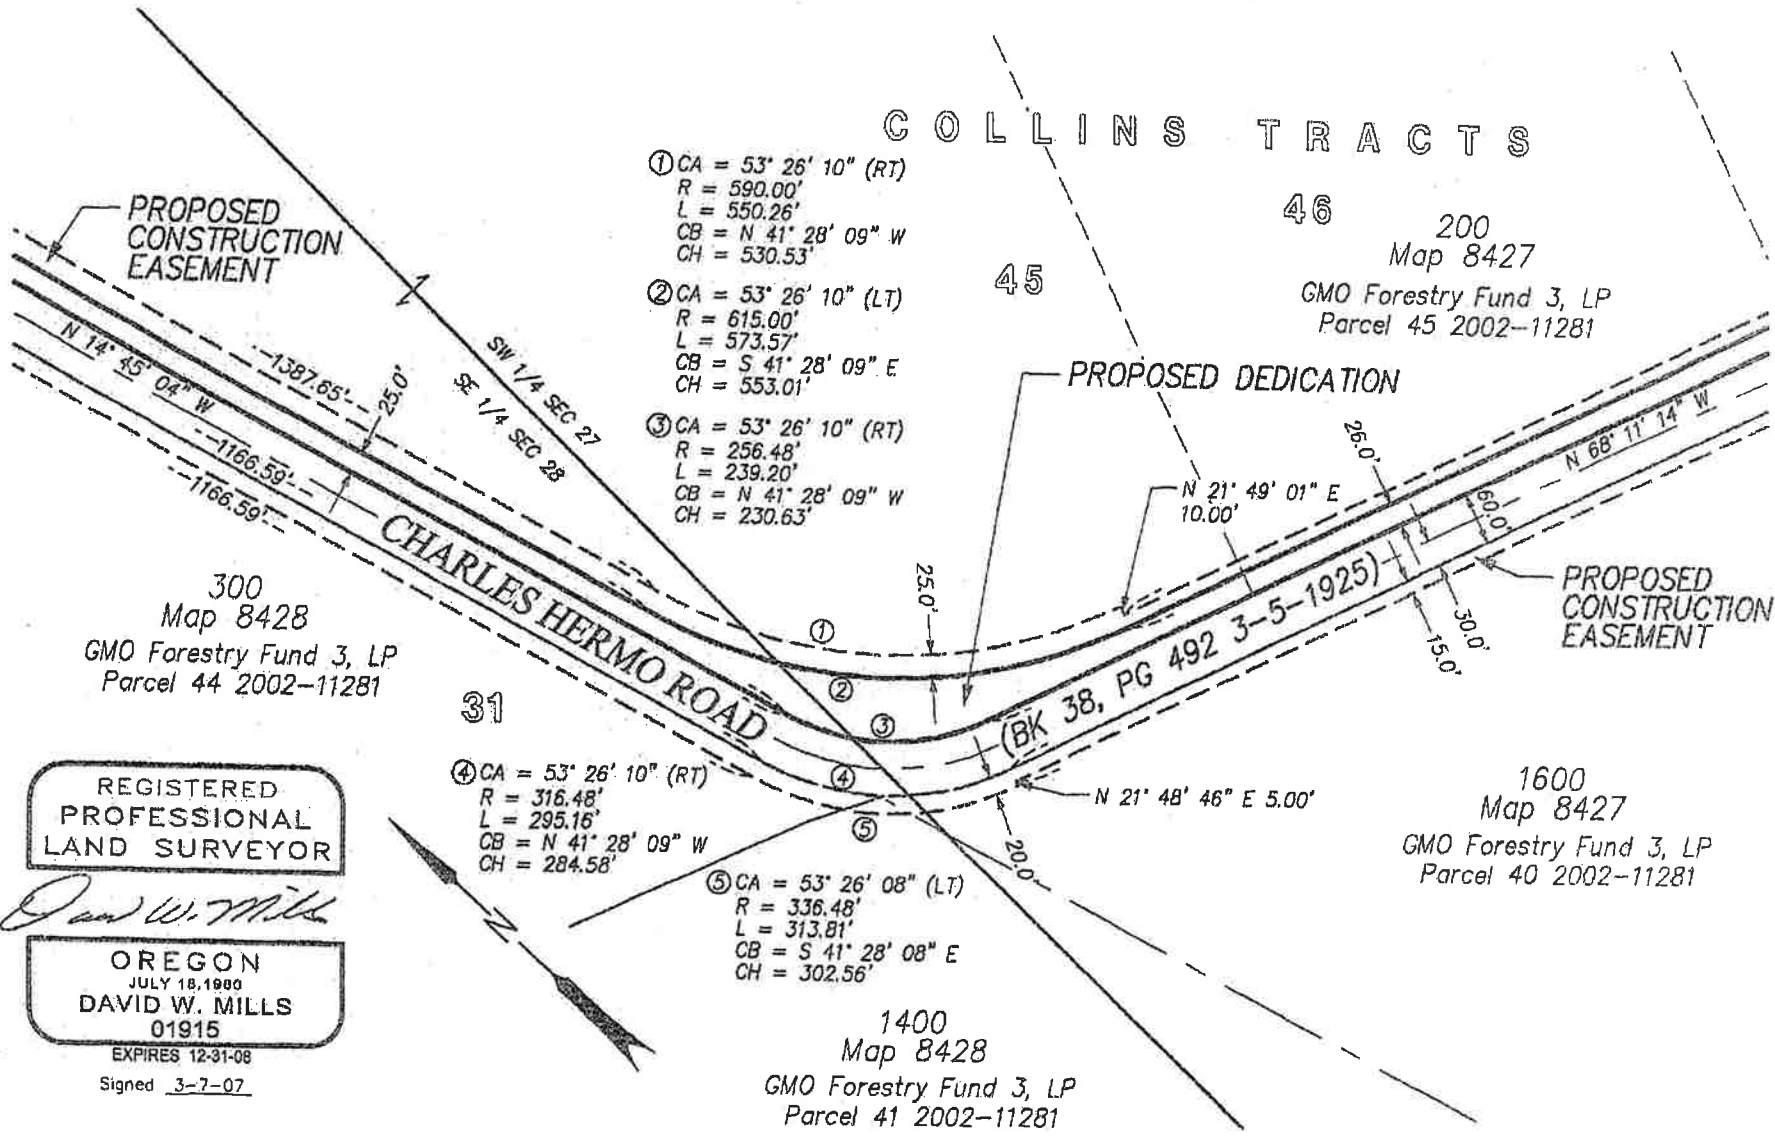 COLLINS TRACTS
① CA = 53° 26' 10" (RT)
R = 590.00'
L = 550.26'
CB = N 41° 28' 09" W
CH = 530.53'
② CA = 53° 26' 10" (LT)
R = 615.00'
L = 573.57'
CB = S 41° 28' 09" E
CH = 553.01'
③ CA = 53° 26' 10" (RT)
R = 256.48'
L = 239.20'
CB = N 41° 28' 09" W
CH = 230.63'
PROPOSED
CONSTRUCTION
EASEMENT
46
45
200
Map 8427
GMO Forestry Fund 3, LP
Parcel 45 2002-11281
PROPOSED DEDICATION
SW 1/4 SEC 27
SE 1/4 SEC 28
1387.65'
25.0'
N 14° 45' 04" W
1166.59'
1166.59'
CHARLES HERMO ROAD
N 21° 49' 01" E
10.00'
25.0'
N 68° 11' 14" W
60.0'
25.0'
(BK 38, PG 492 3-5-1925)
30.0'
15.0'
PROPOSED
CONSTRUCTION
EASEMENT
300
Map 8428
GMO Forestry Fund 3, LP
Parcel 44 2002-11281
31
①
②
③
④
⑤
④ CA = 53° 26' 10" (RT)
R = 316.48'
L = 295.16'
CB = N 41° 28' 09" W
CH = 284.58'
N 21° 48' 46" E 5.00'
20.0'
⑤ CA = 53° 26' 08" (LT)
R = 336.48'
L = 313.81'
CB = S 41° 28' 08" E
CH = 302.56'
1600
Map 8427
GMO Forestry Fund 3, LP
Parcel 40 2002-11281
1400
Map 8428
GMO Forestry Fund 3, LP
Parcel 41 2002-11281
N
REGISTERED
PROFESSIONAL
LAND SURVEYOR
David W. Mills
OREGON
JULY 18, 1980
DAVID W. MILLS
01915
EXPIRES 12-31-08
Signed 3-7-07